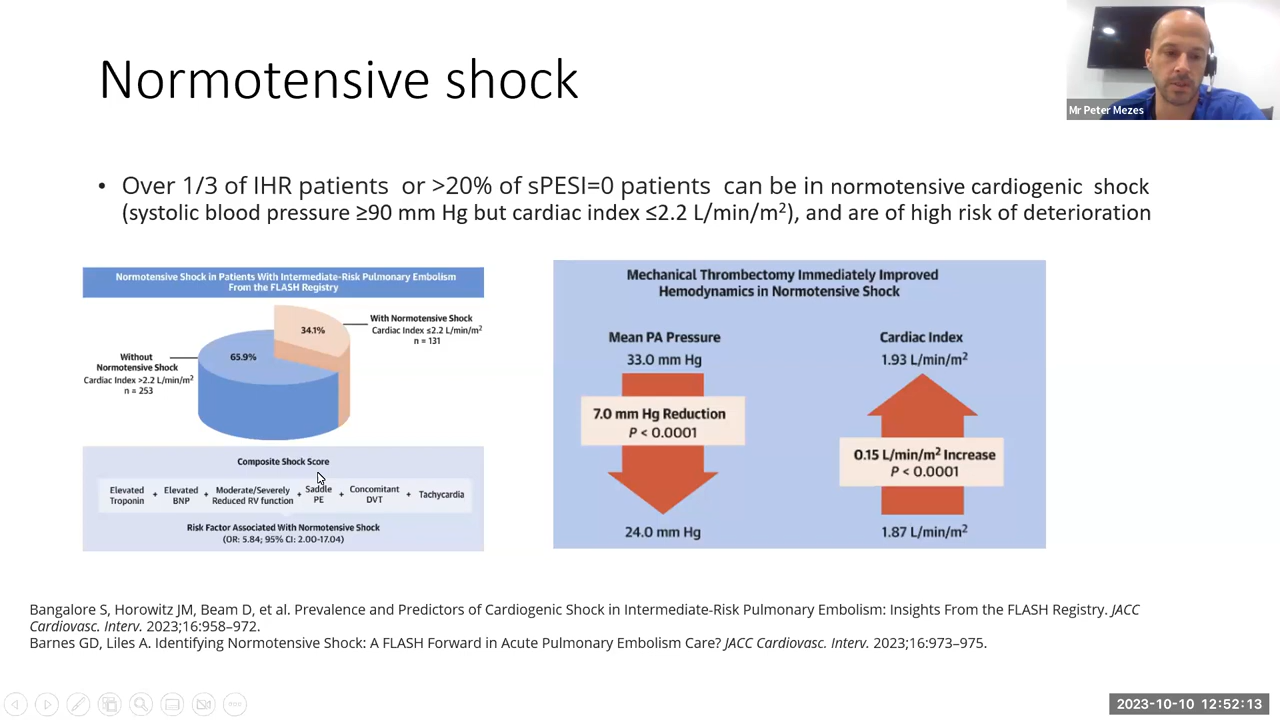 Normotensive shock
Mr Peter Mezes
• Over 1/3 of IHR patients or >20% of sPESI=0 patients can be in normotensive cardiogenic shock
(systolic blood pressure ≥90 mm Hg but cardiac index ≤2.2 L/min/m²), and are of high risk of deterioration
Normotensive Shock in Patients With Intermediate-Risk Pulmonary Embolism
From the FLASH Registry
34.1%
With Normotensive Shock
Cardiac Index ≤2.2 L/min/m²
n = 131
65.9%
Without
Normotensive Shock
Cardiac Index >2.2 L/min/m²
n = 253
Composite Shock Score
Elevated Troponin + Elevated BNP + Moderate/Severely Reduced RV function + Saddle PE + Concomitant DVT + Tachycardia
Risk Factor Associated With Normotensive Shock
(OR: 5.84; 95% CI: 2.00-17.04)
Mechanical Thrombectomy Immediately Improved
Hemodynamics in Normotensive Shock
Mean PA Pressure
33.0 mm Hg
7.0 mm Hg Reduction
P < 0.0001
24.0 mm Hg
Cardiac Index
1.93 L/min/m²
0.15 L/min/m² Increase
P < 0.0001
1.87 L/min/m²
Bangalore S, Horowitz JM, Beam D, et al. Prevalence and Predictors of Cardiogenic Shock in Intermediate-Risk Pulmonary Embolism: Insights From the FLASH Registry. JACC
Cardiovasc. Interv. 2023;16:958–972.
Barnes GD, Liles A. Identifying Normotensive Shock: A FLASH Forward in Acute Pulmonary Embolism Care? JACC Cardiovasc. Interv. 2023;16:973–975.
2023-10-10 12:52:13